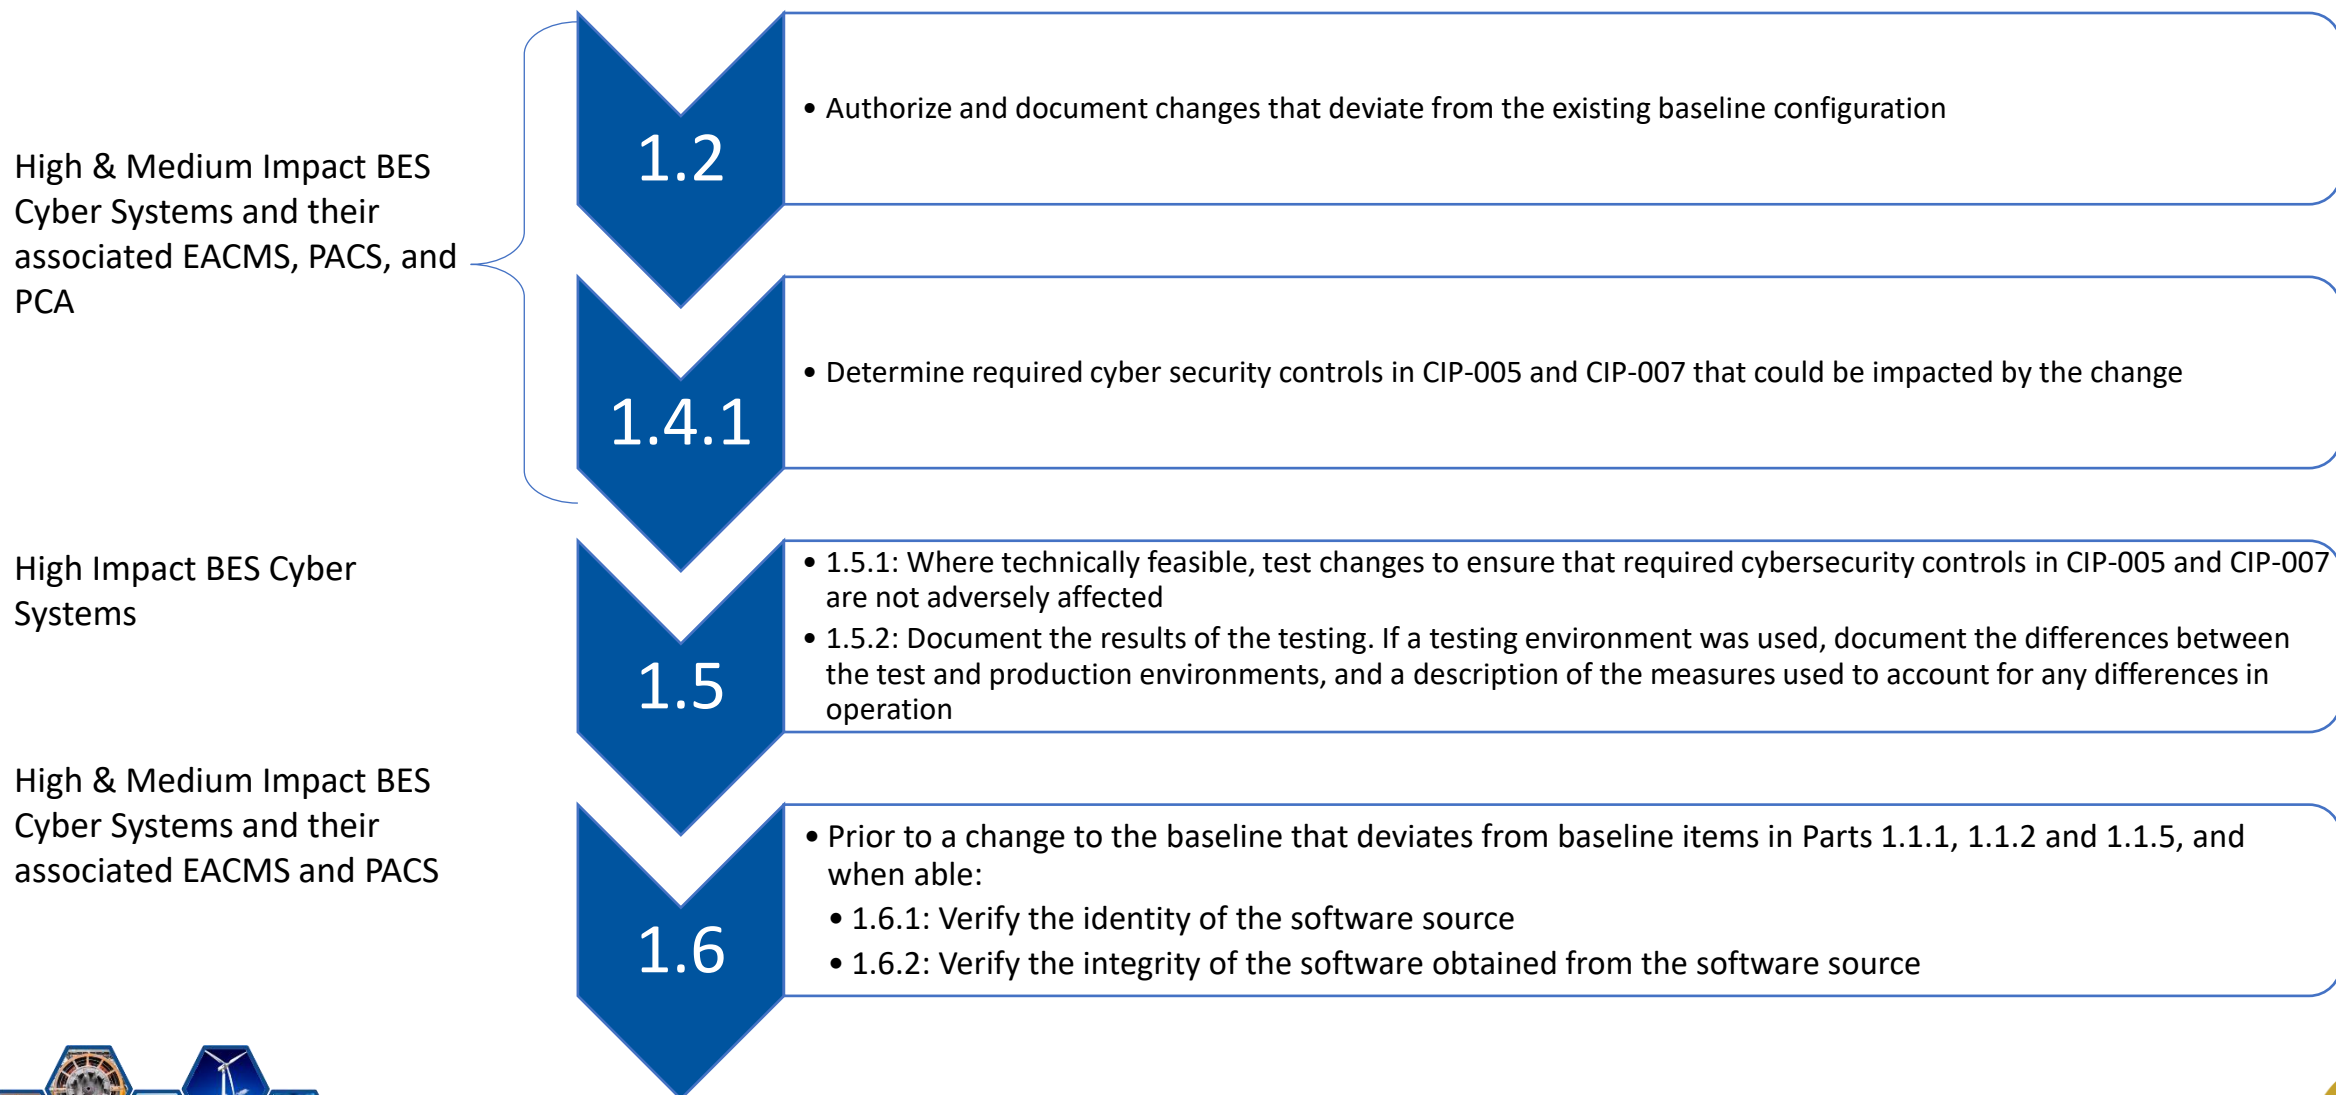 High & Medium Impact BES
Cyber Systems and their
associated EACMS, PACS, and
PCA
1.2
• Authorize and document changes that deviate from the existing baseline configuration
1.4.1
• Determine required cyber security controls in CIP-005 and CIP-007 that could be impacted by the change
High Impact BES Cyber
Systems
1.5
• 1.5.1: Where technically feasible, test changes to ensure that required cybersecurity controls in CIP-005 and CIP-007
are not adversely affected
• 1.5.2: Document the results of the testing. If a testing environment was used, document the differences between
the test and production environments, and a description of the measures used to account for any differences in
operation
High & Medium Impact BES
Cyber Systems and their
associated EACMS and PACS
1.6
• Prior to a change to the baseline that deviates from baseline items in Parts 1.1.1, 1.1.2 and 1.1.5, and
when able:
• 1.6.1: Verify the identity of the software source
• 1.6.2: Verify the integrity of the software obtained from the software source